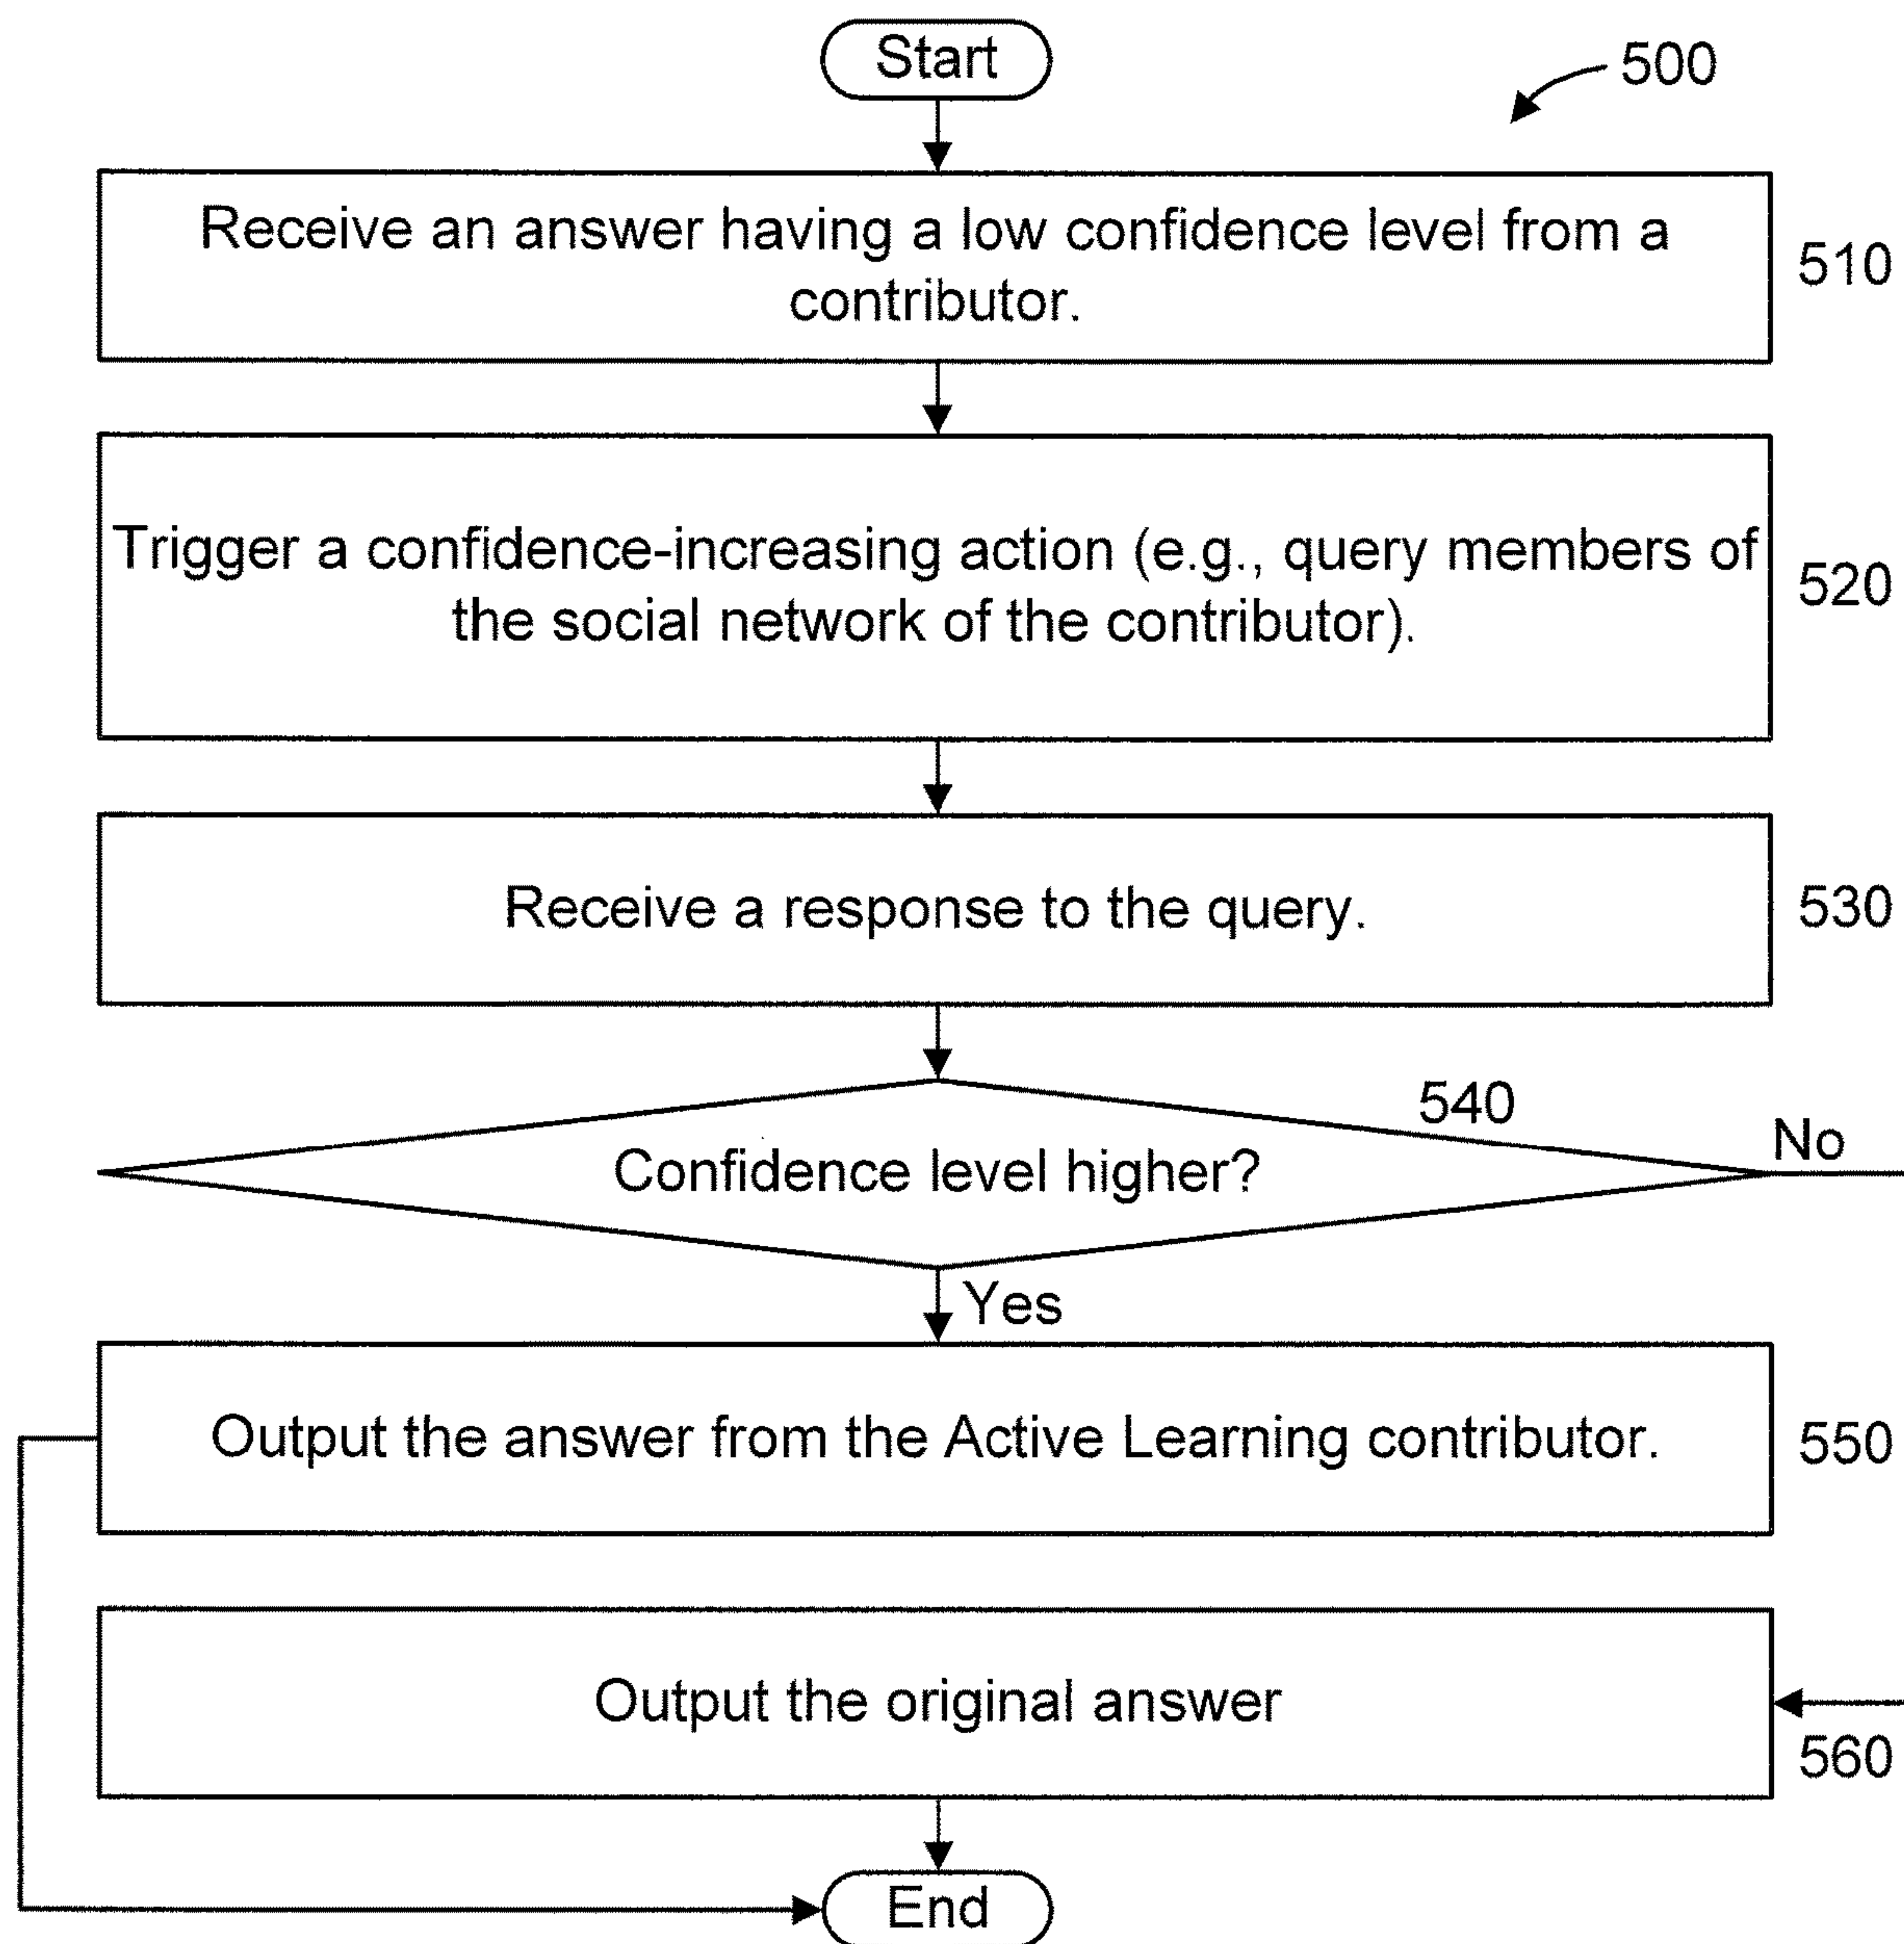 Start
500
Receive an answer having a low confidence level from a
contributor.
510
Trigger a confidence-increasing action (e.g., query members of
the social network of the contributor).
520
Receive a response to the query.
530
540
Confidence level higher?
No
Yes
Output the answer from the Active Learning contributor.
550
Output the original answer
560
End